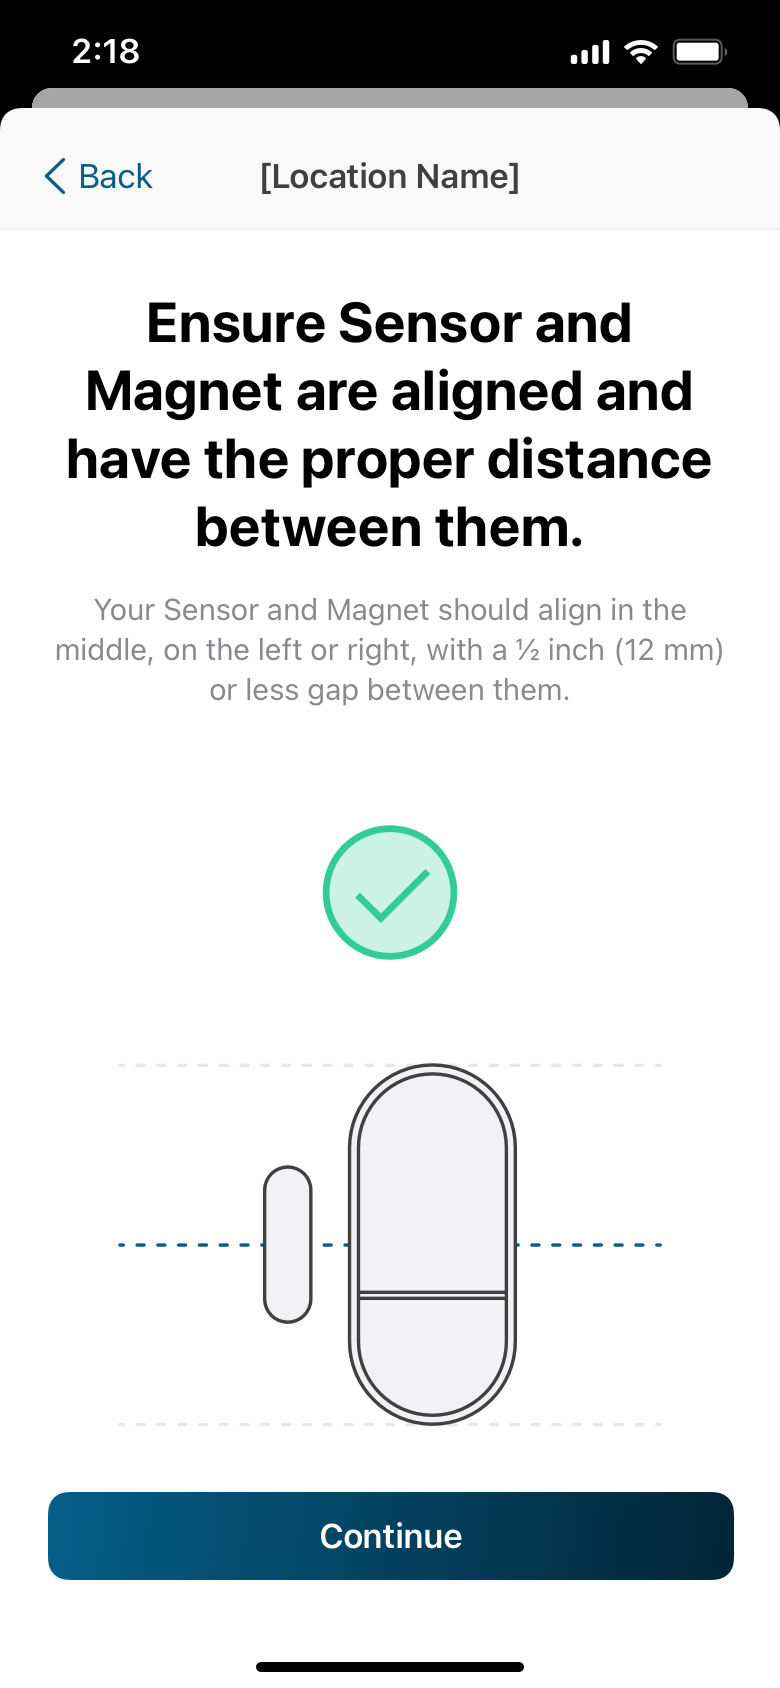 2:18
Back
[Location Name]
Ensure Sensor and
Magnet are aligned and
have the proper distance
between them.
Your Sensor and Magnet should align in the
middle, on the left or right, with a ½ inch (12 mm)
or less gap between them.
Continue